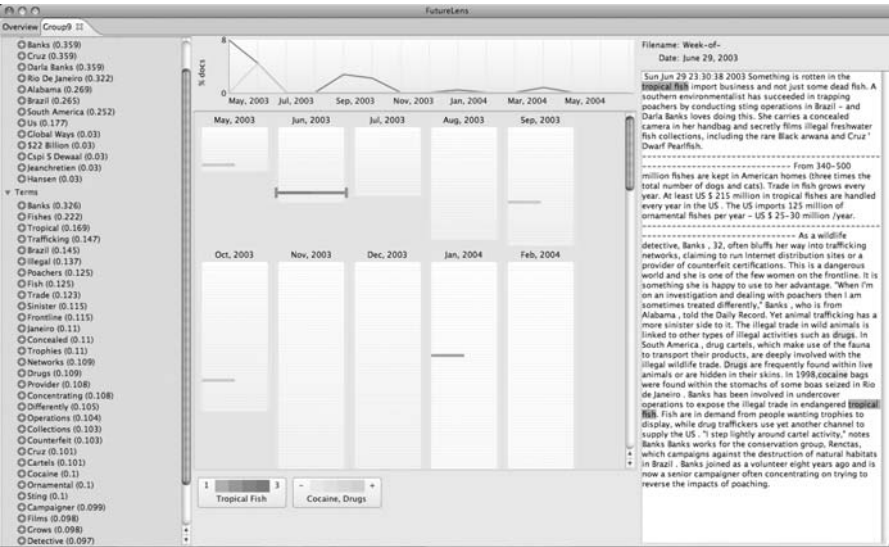 FutureLens
Overview
Group9
Banks (0.359)
Cruz (0.359)
Darla Banks (0.359)
Rio De Janeiro (0.322)
Alabama (0.269)
Brazil (0.265)
South America (0.252)
Us (0.177)
Global Ways (0.03)
$22 Billion (0.03)
Cspi S Dewaal (0.03)
Jeanchretien (0.03)
Hansen (0.03)
Terms
Banks (0.326)
Fishes (0.222)
Tropical (0.169)
Trafficking (0.147)
Brazil (0.145)
Illegal (0.137)
Poachers (0.125)
Fish (0.125)
Trade (0.123)
Sinister (0.115)
Frontline (0.115)
Janeiro (0.11)
Concealed (0.11)
Trophies (0.11)
Networks (0.109)
Drugs (0.109)
Provider (0.108)
Concentrating (0.108)
Differently (0.105)
Operations (0.104)
Collections (0.103)
Counterfeit (0.103)
Cruz (0.101)
Cartels (0.101)
Cocaine (0.1)
Ornamental (0.1)
Sting (0.1)
Campaigner (0.099)
Films (0.098)
Grows (0.098)
Detective (0.097)
8
% docs
0
May, 2003 Jul, 2003 Sep, 2003 Nov, 2003 Jan, 2004 Mar, 2004 May, 2004
May, 2003 Jun, 2003 Jul, 2003 Aug, 2003 Sep, 2003
Oct, 2003 Nov, 2003 Dec, 2003 Jan, 2004 Feb, 2004
1 3
Tropical Fish
- +
Cocaine, Drugs
Filename: Week-of-
Date: June 29, 2003
Sun Jun 29 23:30:38 2003 Something is rotten in the
tropical fish import business and not just some dead fish. A
southern environmentalist has succeeded in trapping
poachers by conducting sting operations in Brazil - and
Darla Banks loves doing this. She carries a concealed
camera in her handbag and secretly films illegal freshwater
fish collections, including the rare Black arwana and Cruz '
Dwarf Pearlfish.
---------------------------------------- From 340-500
million fishes are kept in American homes (three times the
total number of dogs and cats). Trade in fish grows every
year. At least US $ 215 million in tropical fishes are handled
every year in the US . The US imports 125 million of
ornamental fishes per year - US $ 25-30 million /year.
---------------------------------------- As a wildlife
detective, Banks , 32, often bluffs her way into trafficking
networks, claiming to run Internet distribution sites or a
provider of counterfeit certifications. This is a dangerous
world and she is one of the few women on the frontline. It is
something she is happy to use to her advantage. "When I'm
on an investigation and dealing with poachers then I am
sometimes treated differently," Banks , who is from
Alabama , told the Daily Record. Yet animal trafficking has a
more sinister side to it. The illegal trade in wild animals is
linked to other types of illegal activities such as drugs. In
South America , drug cartels, which make use of the fauna
to transport their products, are deeply involved with the
illegal wildlife trade. Drugs are frequently found within live
animals or are hidden in their skins. In 1998,cocaine bags
were found within the stomachs of some boas seized in Rio
de Janeiro . Banks has been involved in undercover
operations to expose the illegal trade in endangered tropical
fish. Fish are in demand from people wanting trophies to
display, while drug traffickers use yet another channel to
supply the US . "I step lightly around cartel activity," notes
Banks Banks works for the conservation group, Renctas,
which campaigns against the destruction of natural habitats
in Brazil . Banks joined as a volunteer eight years ago and is
now a senior campaigner often concentrating on trying to
reverse the impacts of poaching.